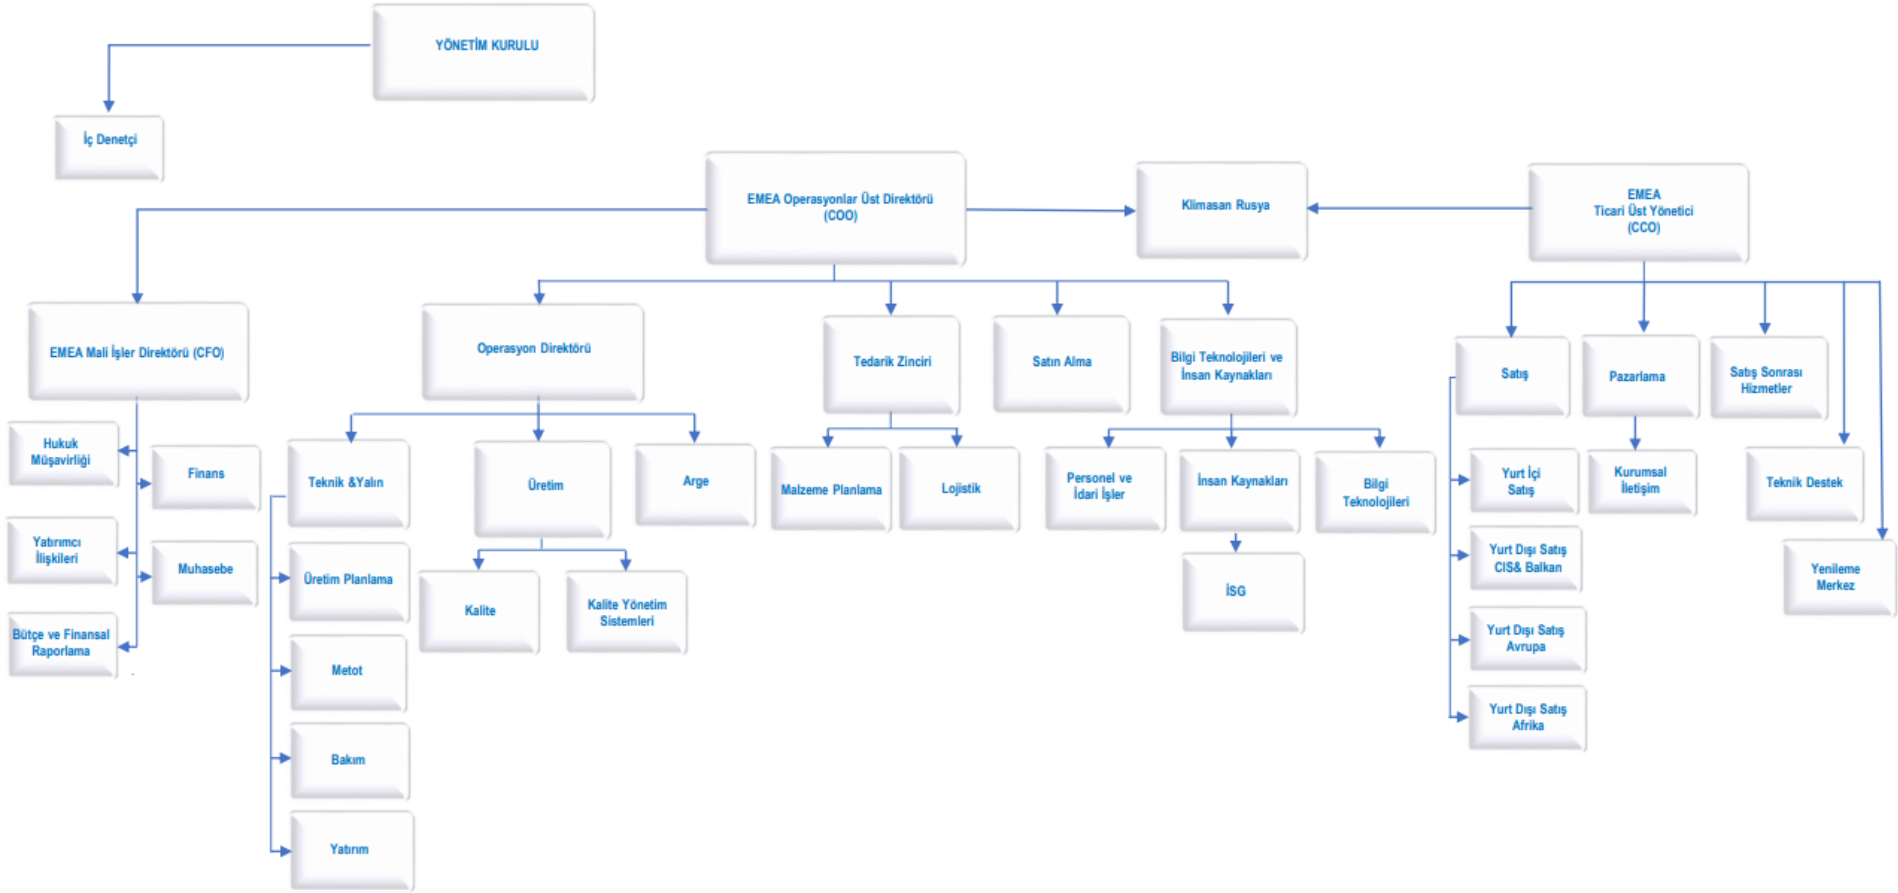 YÖNETİM KURULU
İç Denetçi
EMEA Operasyonlar Üst Direktörü
(COO)
Klimasan Rusya
EMEA
Ticari Üst Yönetici
(CCO)
EMEA Mali İşler Direktörü (CFO)
Operasyon Direktörü
Tedarik Zinciri
Satın Alma
Bilgi Teknolojileri ve
İnsan Kaynakları
Satış
Pazarlama
Satış Sonrası
Hizmetler
Hukuk
Müşavirliği
Finans
Teknik &Yalın
Üretim
Arge
Malzeme Planlama
Lojistik
Personel ve
İdari İşler
İnsan Kaynakları
Bilgi
Teknolojileri
Yurt İçi
Satış
Kurumsal
İletişim
Teknik Destek
Yatırımcı
İlişkileri
Muhasebe
Üretim Planlama
Kalite
Kalite Yönetim
Sistemleri
İSG
Yurt Dışı Satış
CIS& Balkan
Yenileme
Merkez
Bütçe ve Finansal
Raporlama
Metot
Yurt Dışı Satış
Avrupa
Bakım
Yurt Dışı Satış
Afrika
Yatırım